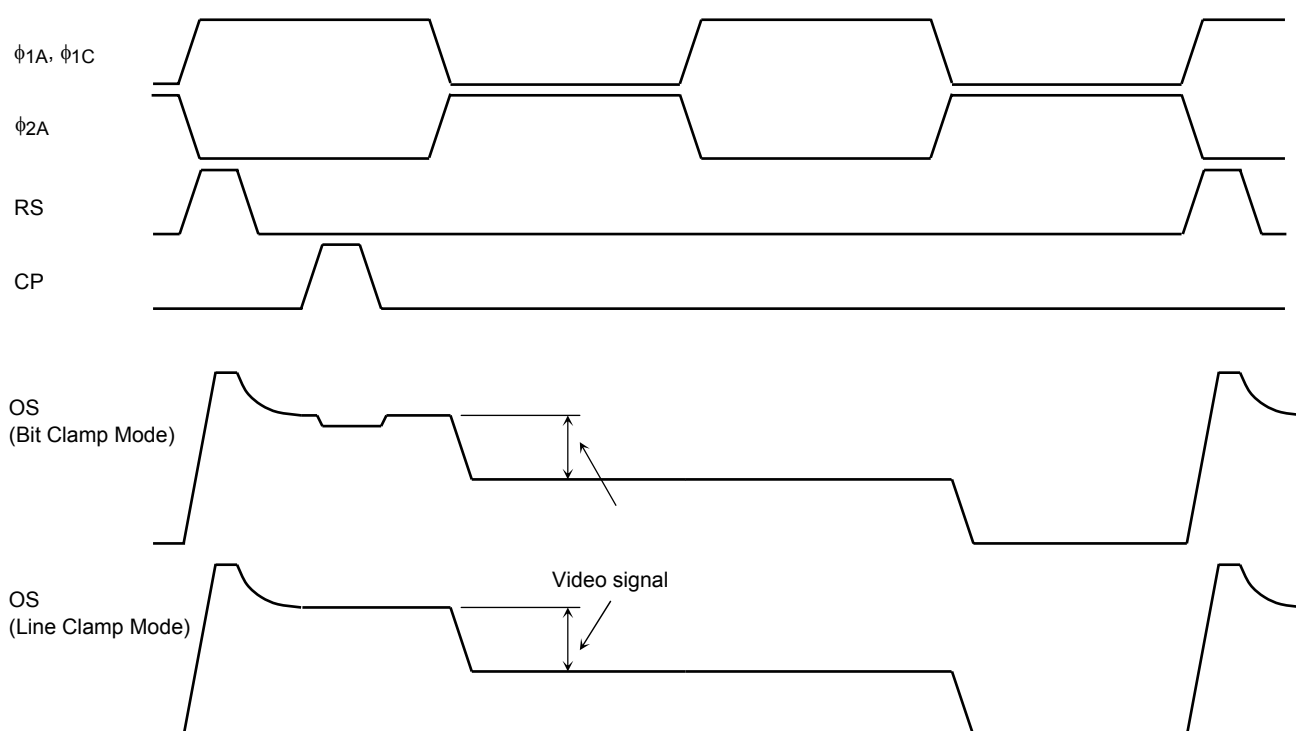 ϕ1A, ϕ1C
ϕ2A
RS
CP
OS
(Bit Clamp Mode)
Video signal
OS
(Line Clamp Mode)